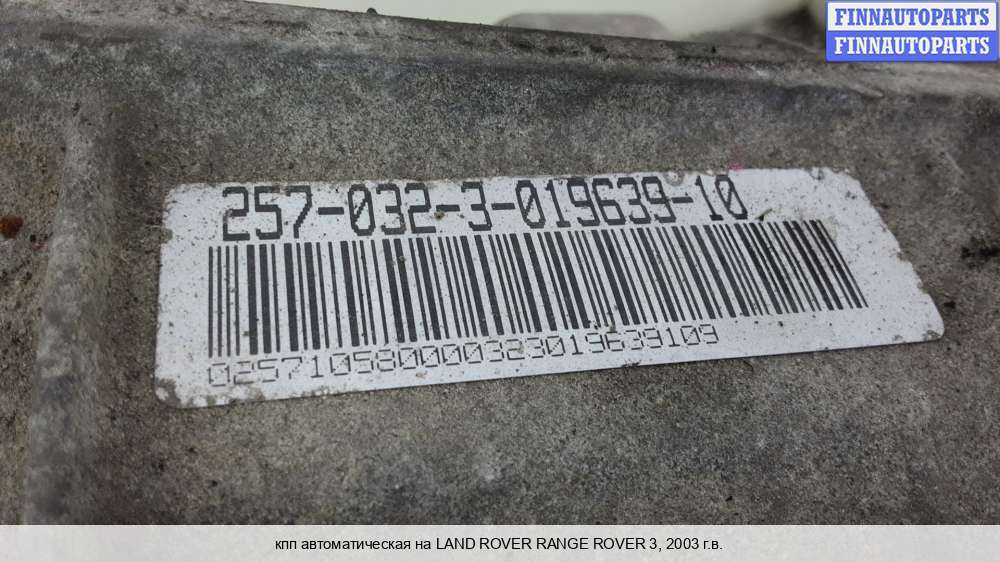 FINNAUTOPARTS
FINNAUTOPARTS
257-032-3-019639-10
025710580000323019639109
кпп автоматическая на LAND ROVER RANGE ROVER 3, 2003 г.в.